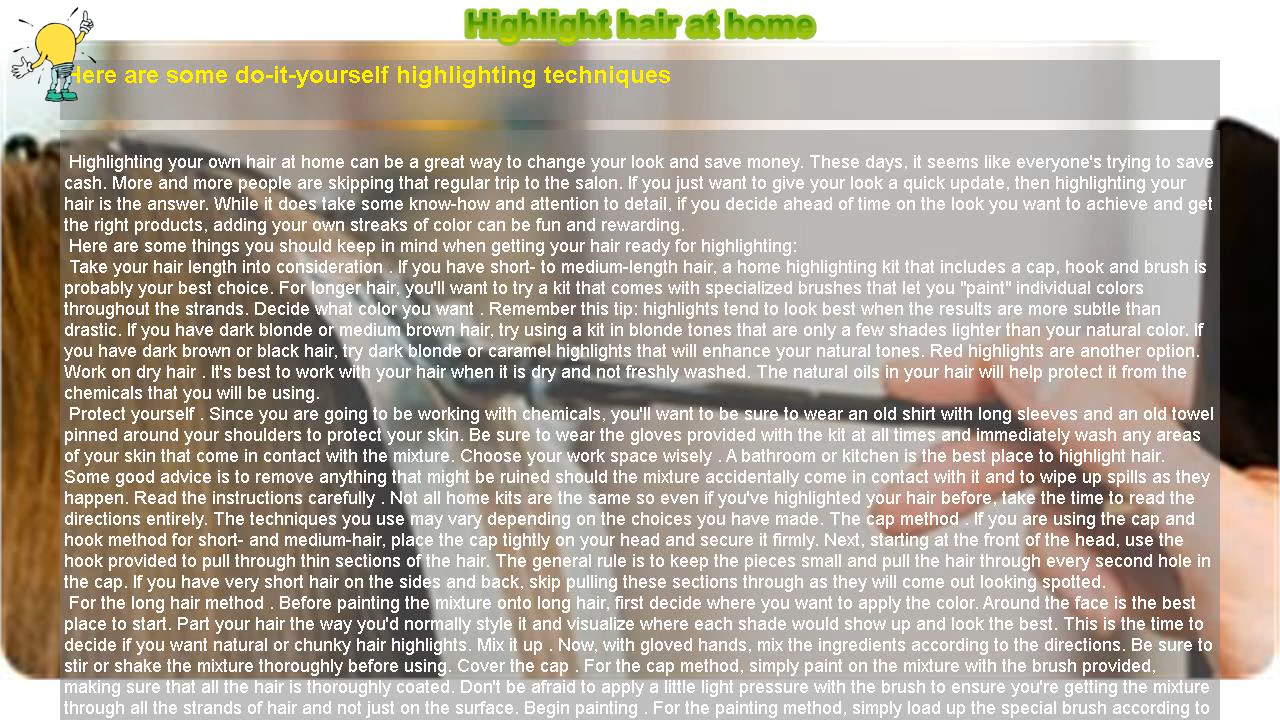 Highlight hair at home
Here are some do-it-yourself highlighting techniques
Highlighting your own hair at home can be a great way to change your look and save money. These days, it seems like everyone's trying to save
cash. More and more people are skipping that regular trip to the salon. If you just want to give your look a quick update, then highlighting your
hair is the answer. While it does take some know-how and attention to detail, if you decide ahead of time on the look you want to achieve and get
the right products, adding your own streaks of color can be fun and rewarding.
Here are some things you should keep in mind when getting your hair ready for highlighting:
Take your hair length into consideration . If you have short- to medium-length hair, a home highlighting kit that includes a cap, hook and brush is
probably your best choice. For longer hair, you'll want to try a kit that comes with specialized brushes that let you "paint" individual colors
throughout the strands. Decide what color you want . Remember this tip: highlights tend to look best when the results are more subtle than
drastic. If you have dark blonde or medium brown hair, try using a kit in blonde tones that are only a few shades lighter than your natural color. If
you have dark brown or black hair, try dark blonde or caramel highlights that will enhance your natural tones. Red highlights are another option.
Work on dry hair . It's best to work with your hair when it is dry and not freshly washed. The natural oils in your hair will help protect it from the
chemicals that you will be using.
Protect yourself . Since you are going to be working with chemicals, you'll want to be sure to wear an old shirt with long sleeves and an old towel
pinned around your shoulders to protect your skin. Be sure to wear the gloves provided with the kit at all times and immediately wash any areas
of your skin that come in contact with the mixture. Choose your work space wisely . A bathroom or kitchen is the best place to highlight hair.
Some good advice is to remove anything that might be ruined should the mixture accidentally come in contact with it and to wipe up spills as they
happen. Read the instructions carefully . Not all home kits are the same so even if you've highlighted your hair before, take the time to read the
directions entirely. The techniques you use may vary depending on the choices you have made. The cap method . If you are using the cap and
hook method for short- and medium-hair, place the cap tightly on your head and secure it firmly. Next, starting at the front of the head, use the
hook provided to pull through thin sections of the hair. The general rule is to keep the pieces small and pull the hair through every second hole in
the cap. If you have very short hair on the sides and back, skip pulling these sections through as they will come out looking spotted.
For the long hair method . Before painting the mixture onto long hair, first decide where you want to apply the color. Around the face is the best
place to start. Part your hair the way you'd normally style it and visualize where each shade would show up and look the best. This is the time to
decide if you want natural or chunky hair highlights. Mix it up . Now, with gloved hands, mix the ingredients according to the directions. Be sure to
stir or shake the mixture thoroughly before using. Cover the cap . For the cap method, simply paint on the mixture with the brush provided,
making sure that all the hair is thoroughly coated. Don't be afraid to apply a little light pressure with the brush to ensure you're getting the mixture
through all the strands of hair and not just on the surface. Begin painting . For the painting method, simply load up the special brush according to